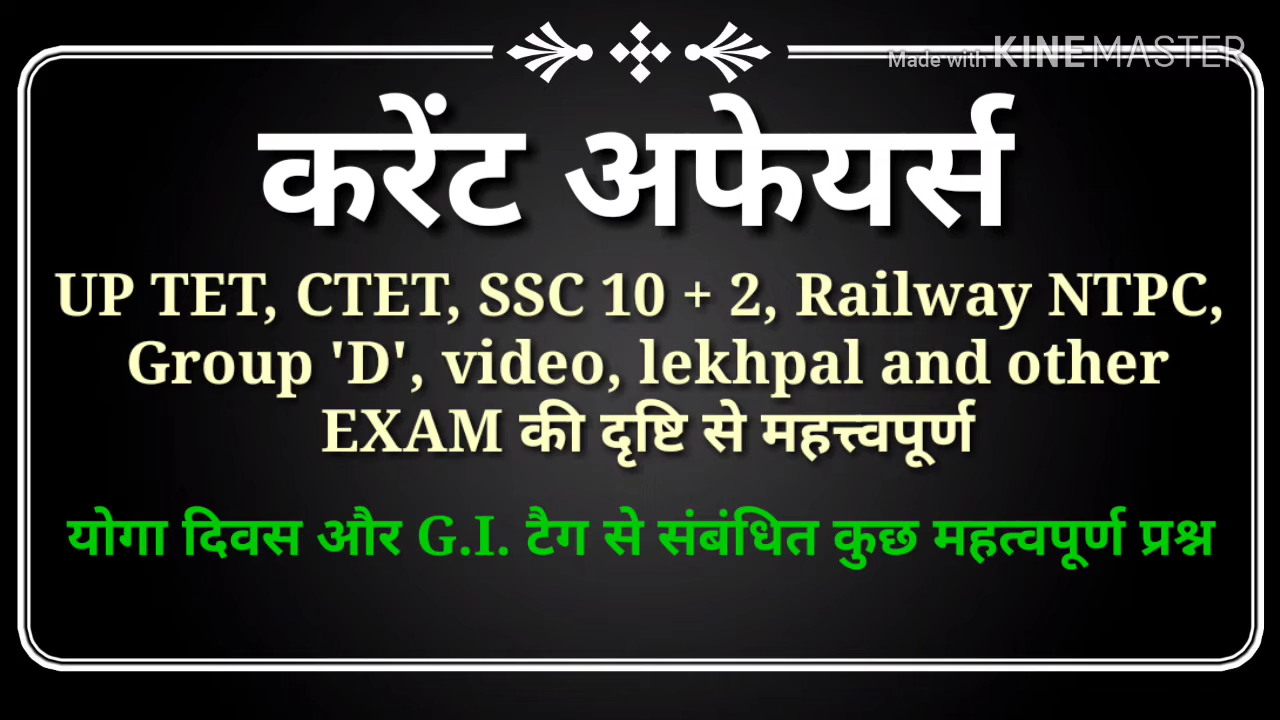 Made with KINEMASTER
करेंट अफेयर्स
UP TET, CTET, SSC 10 + 2, Railway NTPC,
Group 'D', video, lekhpal and other
EXAM की दृष्टि से महत्त्वपूर्ण
योगा दिवस और G.I. टैग से संबंधित कुछ महत्वपूर्ण प्रश्न